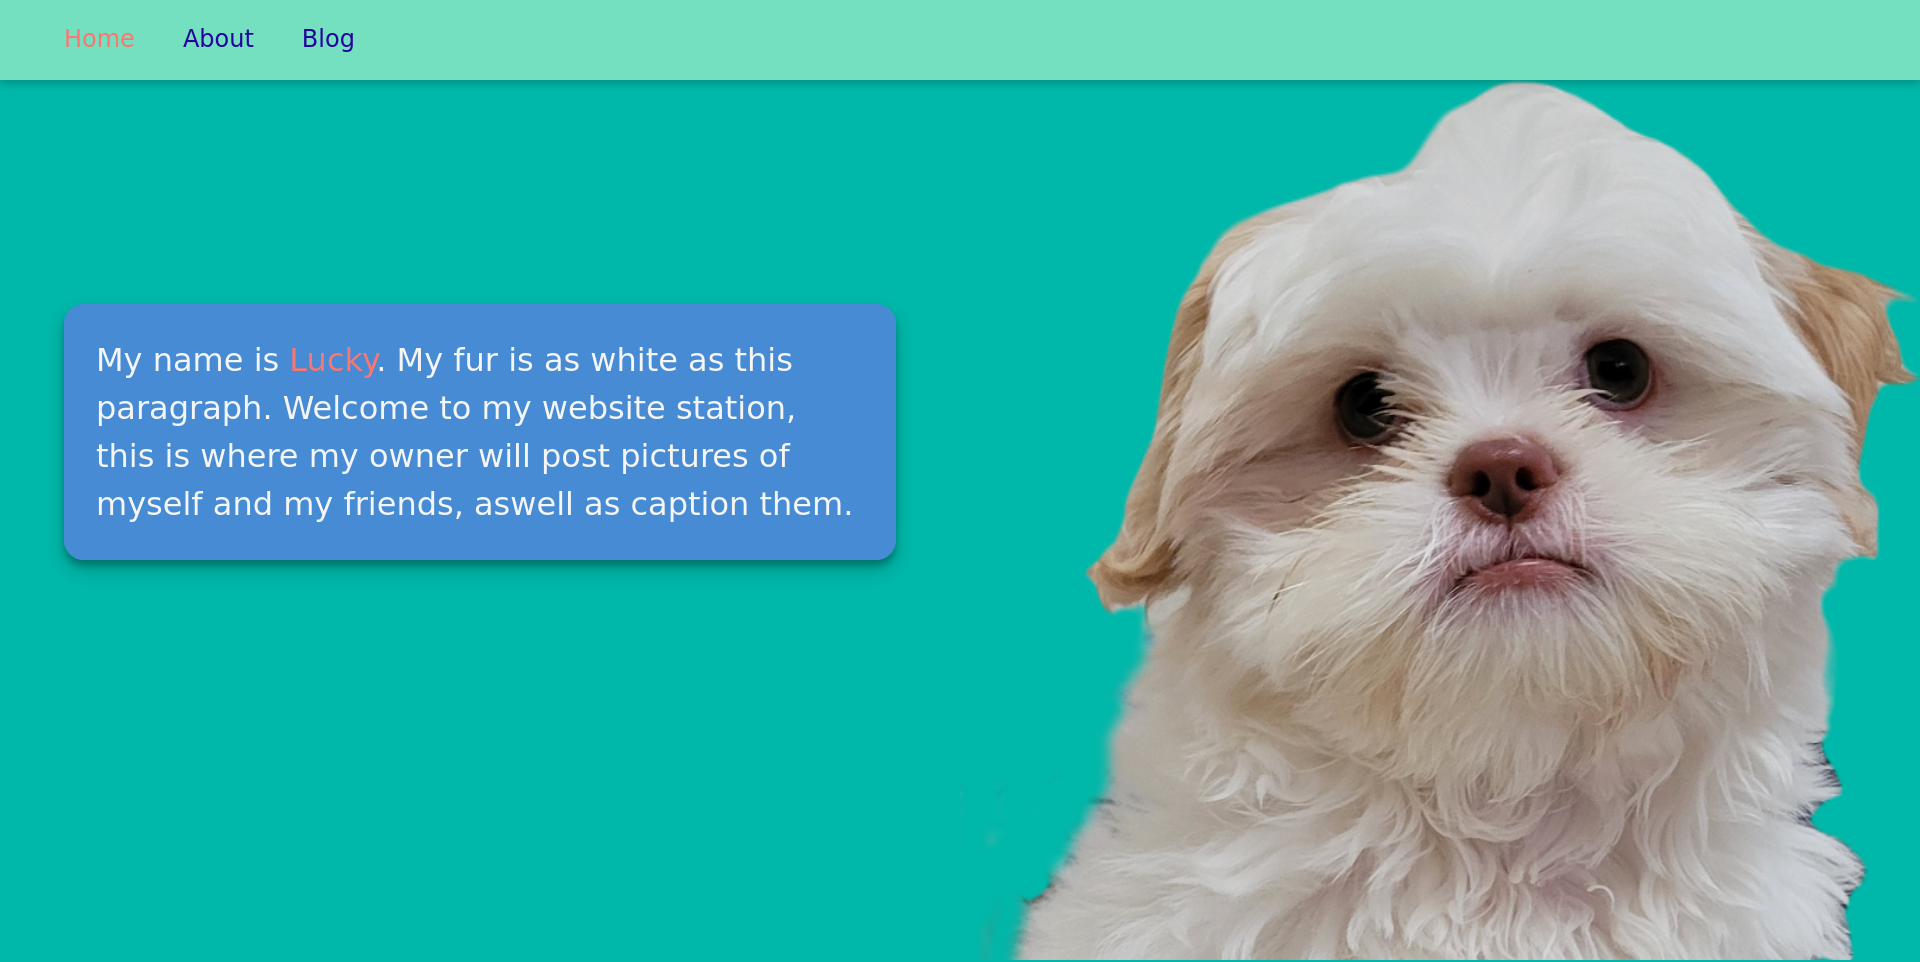 Home About Blog
My name is Lucky. My fur is as white as this
paragraph. Welcome to my website station,
this is where my owner will post pictures of
myself and my friends, aswell as caption them.